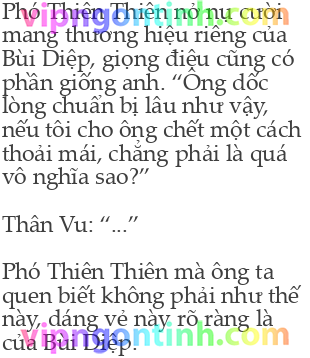 Phó Thiên Thiên nở nụ cười
mang thương hiệu riêng của
Bùi Diệp, giọng điệu cũng có
phần giống anh. “Ông dốc
lòng chuẩn bị lâu như vậy,
nếu tôi cho ông chết một cách
thoải mái, chẳng phải là quá
vô nghĩa sao?”
Thân Vu: “...”
Phó Thiên Thiên mà ông ta
quen biết không phải như thế
này, dáng vẻ này rõ ràng là
của Bùi Diệp.
vipngontinh.com
vipngontinh.com